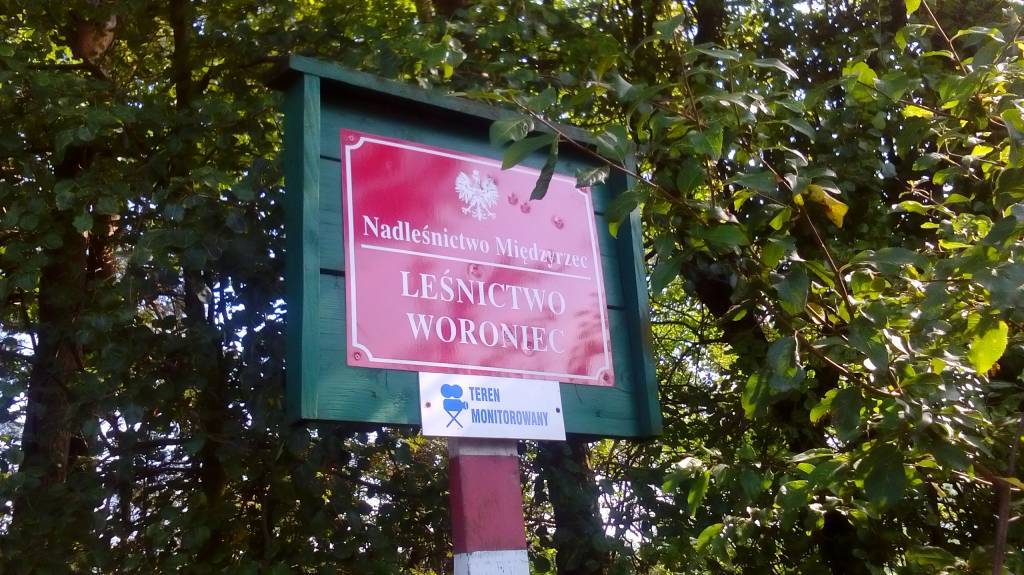 Nadleśnictwo Międzyrzec
LEŚNICTWO
WORONIEC
TEREN
MONITOROWANY